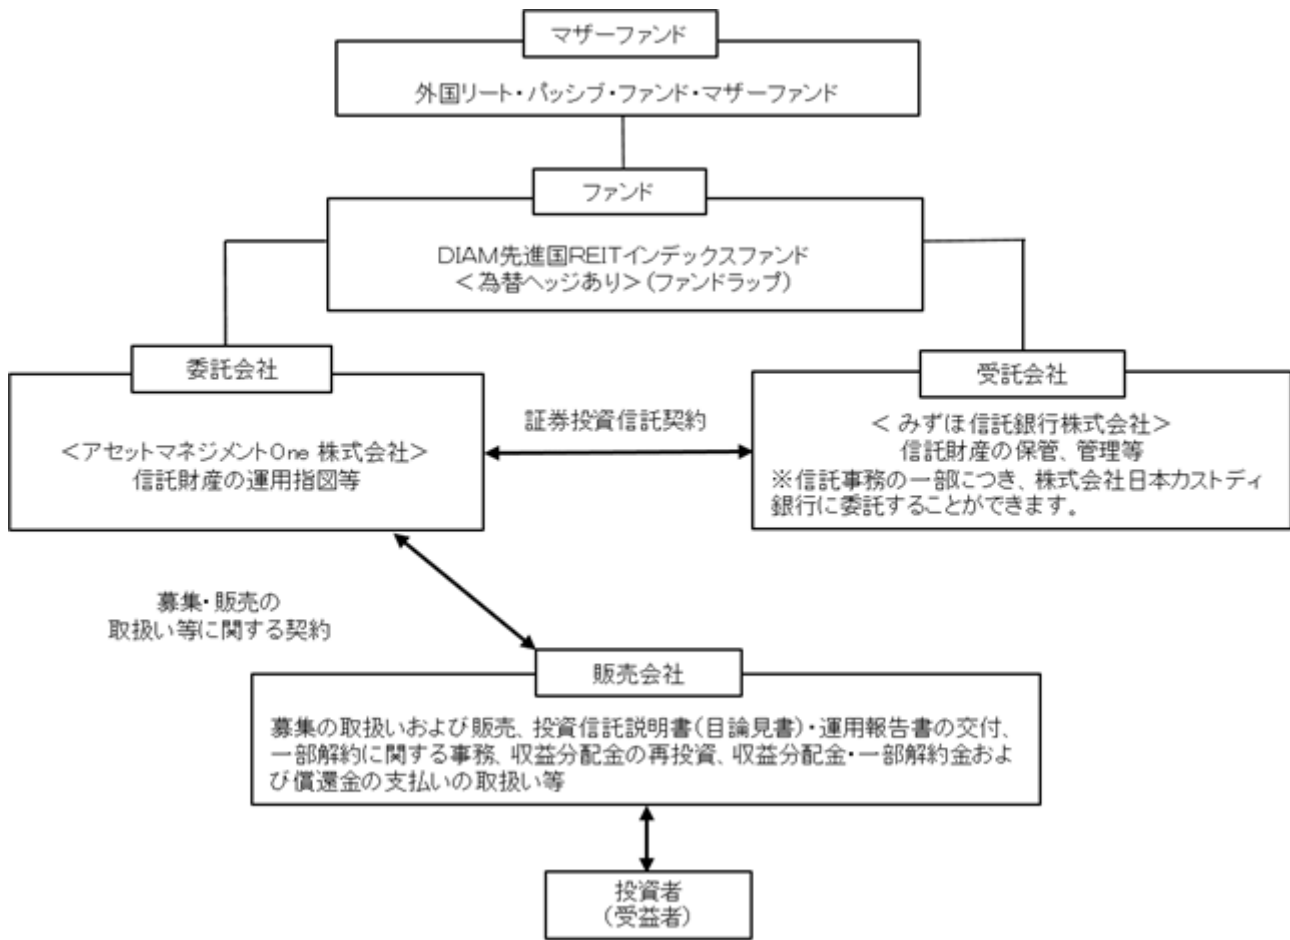 マザーファンド
外国リート・パッシブ・ファンド・マザーファンド
ファンド
DIAM先進国REITインデックスファンド
＜為替ヘッジあり＞(ファンドラップ)
委託会社
＜アセットマネジメントOne 株式会社＞
信託財産の運用指図等
証券投資信託契約
受託会社
＜ みずほ信託銀行株式会社＞
信託財産の保管、管理等
※信託事務の一部につき、株式会社日本カストディ
銀行に委託することができます。
募集・販売の
取扱い等に関する契約
販売会社
募集の取扱いおよび販売、投資信託説明書(目論見書)・運用報告書の交付、
一部解約に関する事務、収益分配金の再投資、収益分配金・一部解約金およ
び償還金の支払いの取扱い等
投資者
(受益者)